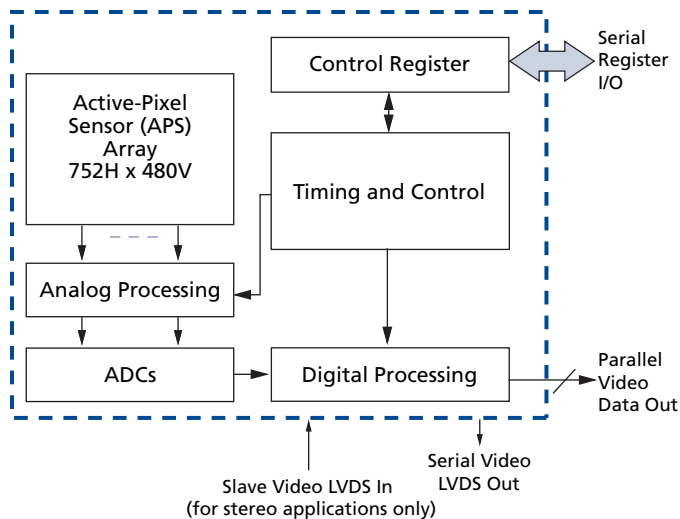 Control Register
Serial
Register
I/O
Active-Pixel
Sensor (APS)
Array
752H x 480V
Timing and Control
Analog Processing
ADCs
Digital Processing
Parallel
Video
Data Out
Slave Video LVDS In
(for stereo applications only)
Serial Video
LVDS Out